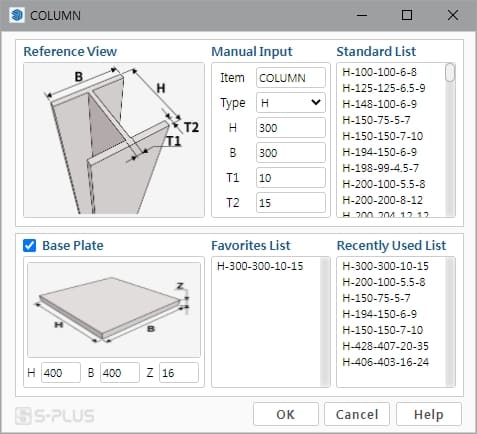 COLUMN
Reference View
B
H
T2
T1
Manual Input
Item COLUMN
Type H
H 300
B 300
T1 10
T2 15
Standard List
H-100-100-6-8
H-125-125-6.5-9
H-148-100-6-9
H-150-75-5-7
H-150-150-7-10
H-194-150-6-9
H-198-99-4.5-7
H-200-100-5.5-8
H-200-200-8-12
H-200-204-12-12
Base Plate
Z
H
B
H 400 B 400 Z 16
Favorites List
H-300-300-10-15
Recently Used List
H-300-300-10-15
H-200-100-5.5-8
H-150-75-5-7
H-194-150-6-9
H-150-150-7-10
H-428-407-20-35
H-406-403-16-24
S-PLUS
OK Cancel Help